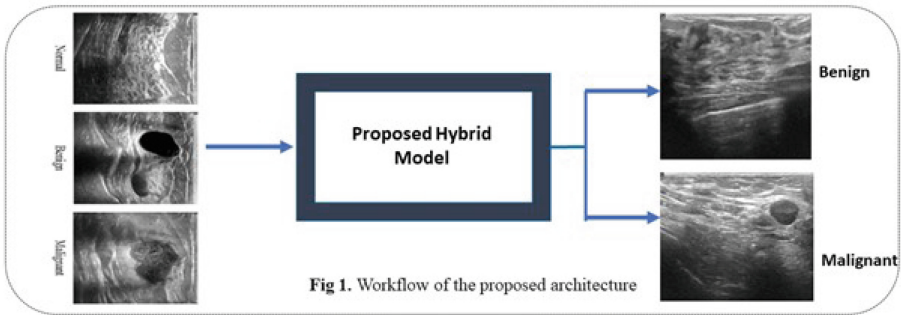 Normal
Benign
Malignant
Proposed Hybrid
Model
Benign
Malignant
Fig 1. Workflow of the proposed architecture